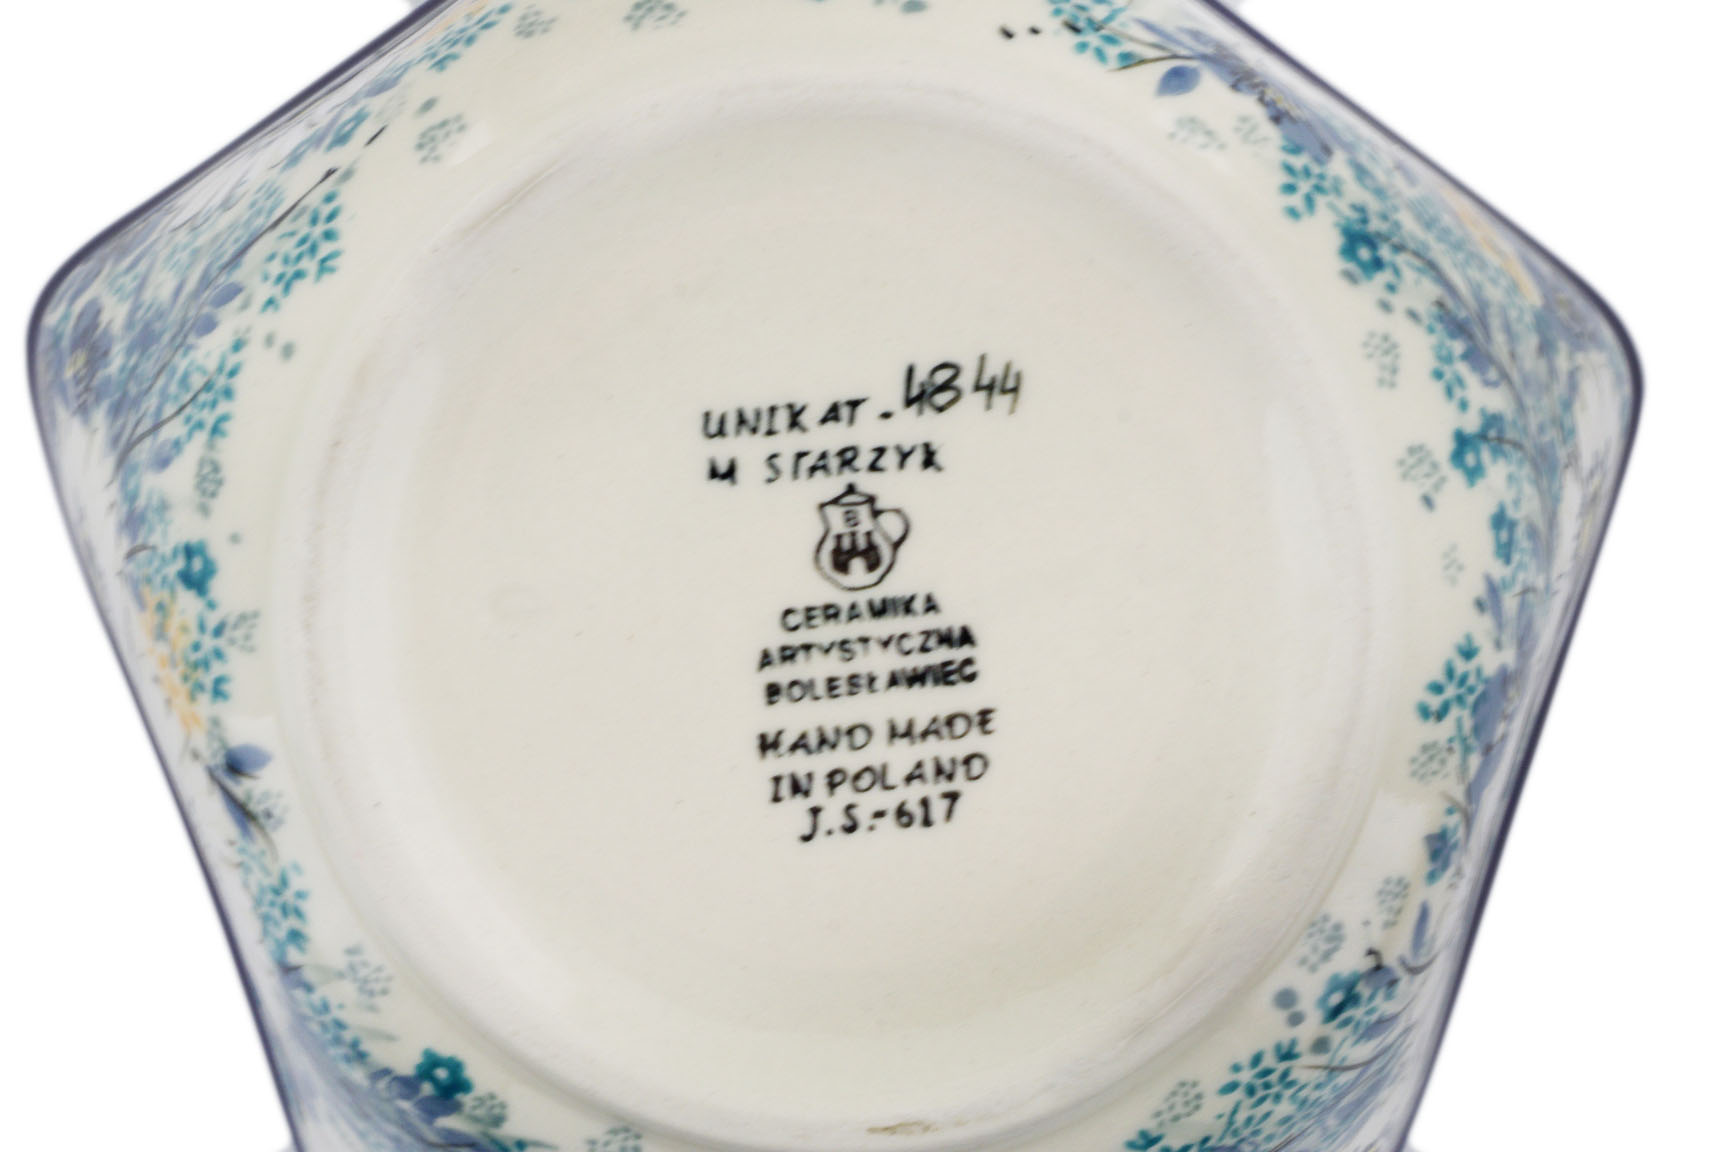 UNIKAT - 4844
M STARZYK
B
CERAMIKA
ARTYSTYCZNA
BOLESŁAWIEC
HAND MADE
IN POLAND
J.S.-617